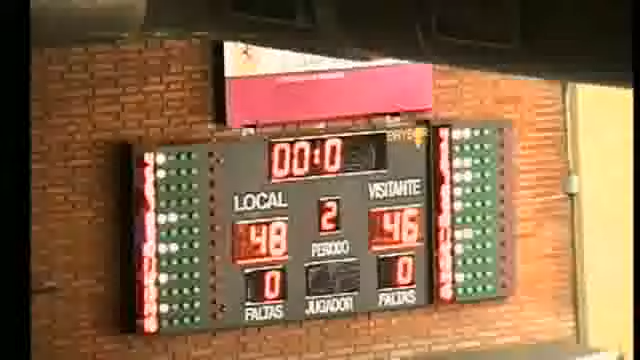 00:0
LOCAL
VISITANTE
48
2
46
PERIODO
0
0
FALTAS
JUGADOR
FALTAS